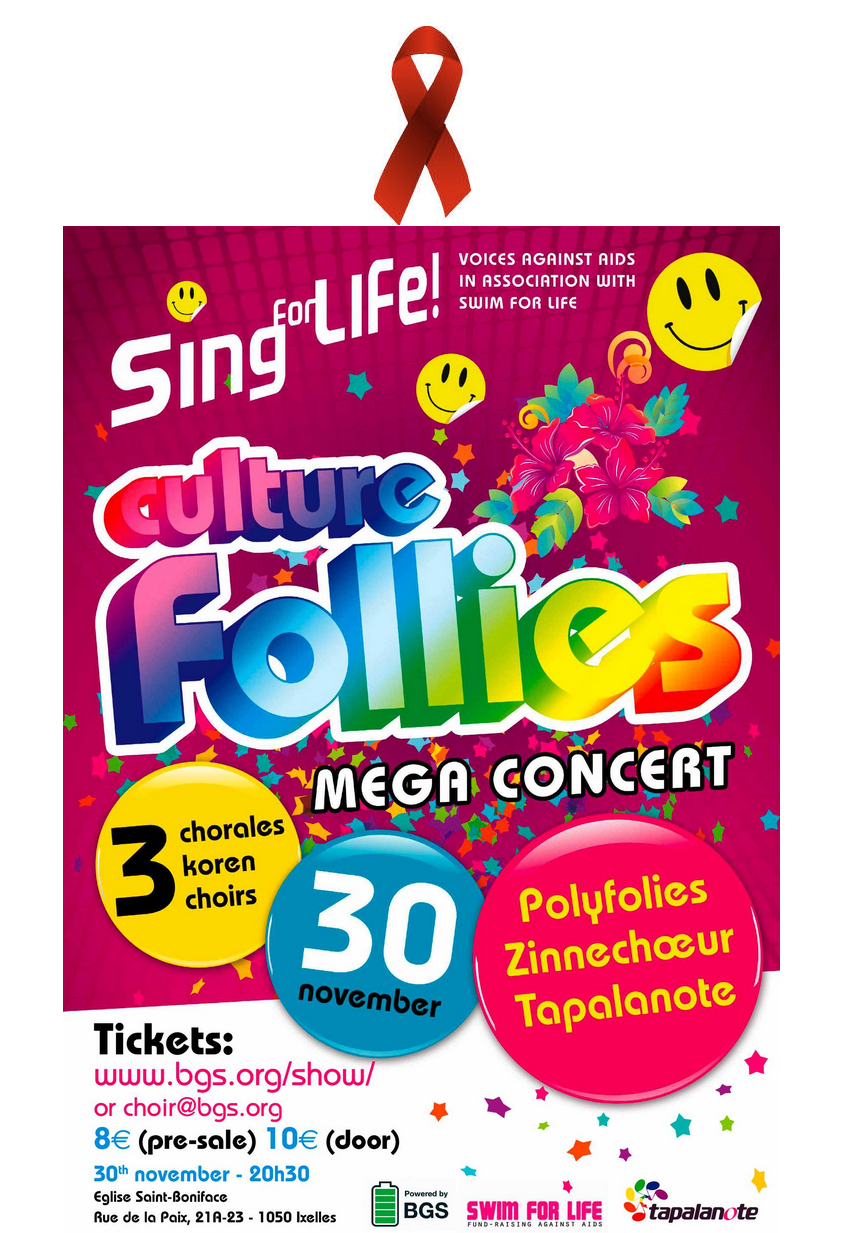 Sing for LIFe!
VOICES AGAINST AIDS
IN ASSOCIATION WITH
SWIM FOR LIFE
culture
Follies
MEGA CONCERT
3
chorales
koren
choirs
30
november
Polyfolies
Zinnechœur
Tapalanote
Tickets:
www.bgs.org/show/
or choir@bgs.org
8€ (pre-sale) 10€ (door)
30th november - 20h30
Eglise Saint-Boniface
Rue de la Paix, 21A-23 - 1050 Ixelles
Powered by
BGS
SWIM FOR LIFE
FUND-RAISING AGAINST AIDS
tapalanote